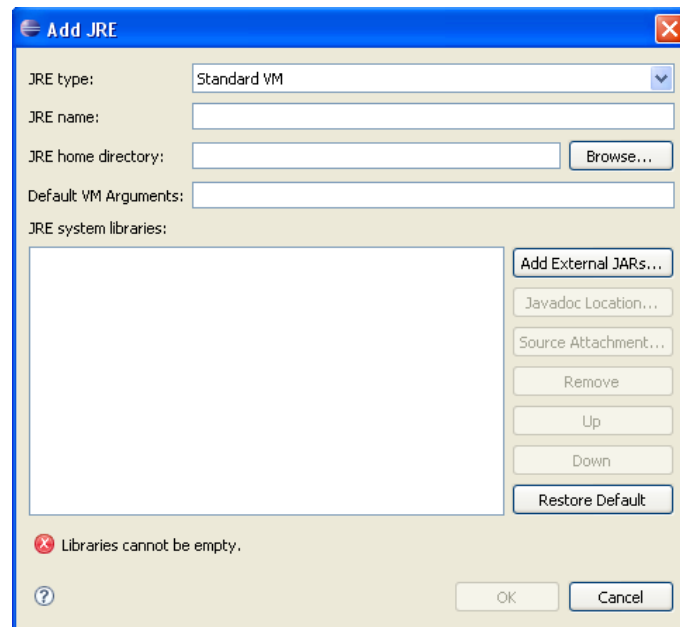 Add JRE
JRE type: Standard VM
JRE name:
JRE home directory: Browse...
Default VM Arguments:
JRE system libraries:
Add External JARs...
Javadoc Location...
Source Attachment...
Remove
Up
Down
Restore Default
Libraries cannot be empty.
? OK Cancel